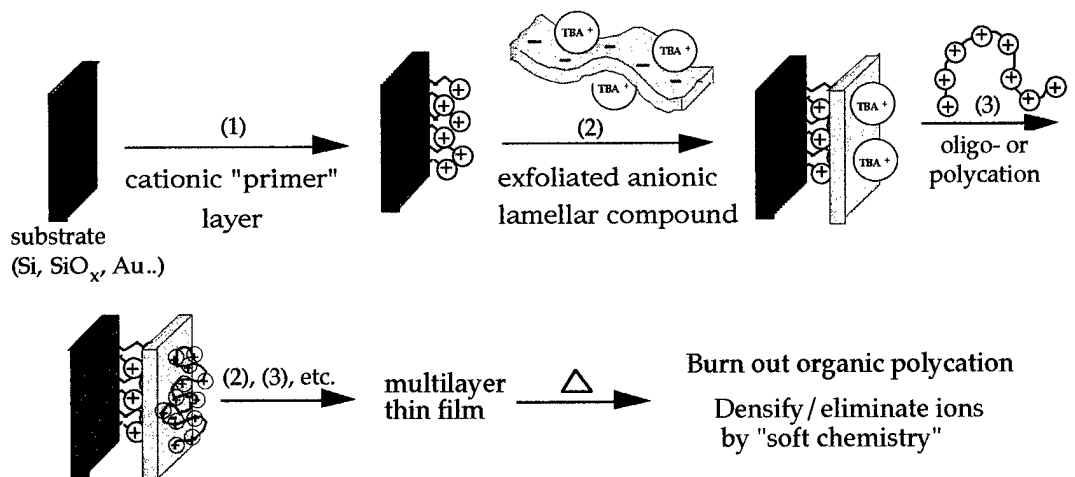 TBA +
TBA +
TBA +
(1)
cationic "primer"
layer
(2)
exfoliated anionic
lamellar compound
TBA +
TBA +
(3)
oligo- or
polycation
substrate
(Si, SiOx, Au..)
(2), (3), etc.
multilayer
thin film
Δ
Burn out organic polycation
Densify/eliminate ions
by "soft chemistry"